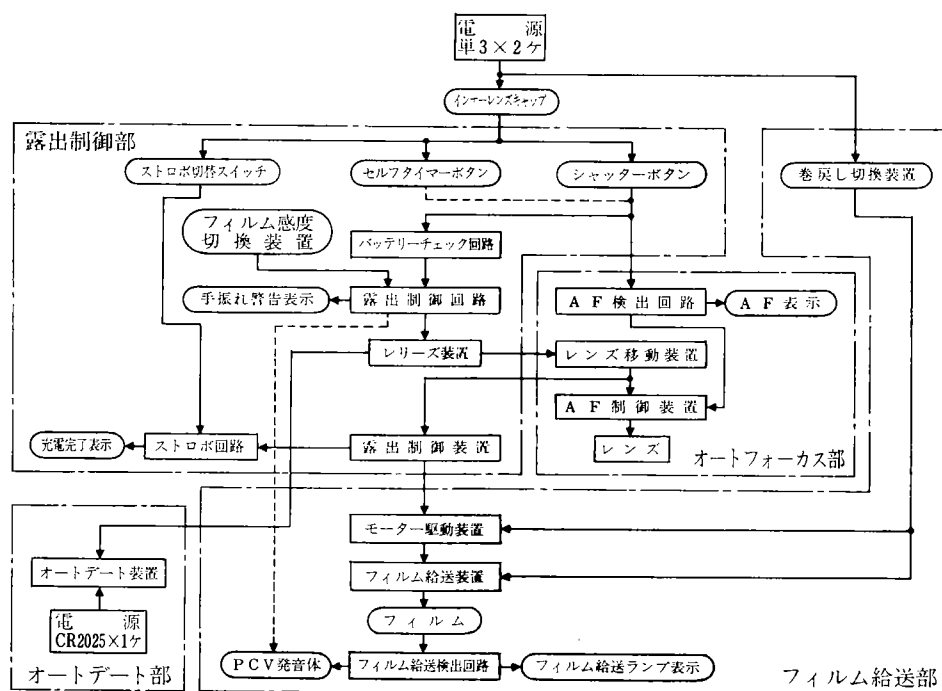 電源
単3×2ケ
インナーレンズキャップ
露出制御部
ストロボ切替スイッチ
セルフタイマーボタン
シャッターボタン
巻戻し切換装置
フィルム感度
切換装置
バッテリーチェック回路
手振れ警告表示
露出制御回路
AF検出回路
AF表示
レリーズ装置
レンズ移動装置
AF制御装置
充電完了表示
ストロボ回路
露出制御装置
レンズ
オートフォーカス部
モーター駆動装置
オートデート装置
フィルム給送装置
電源
CR2025×1ケ
フィルム
オートデート部
PCV発音体
フィルム給送検出回路
フィルム給送ランプ表示
フィルム給送部